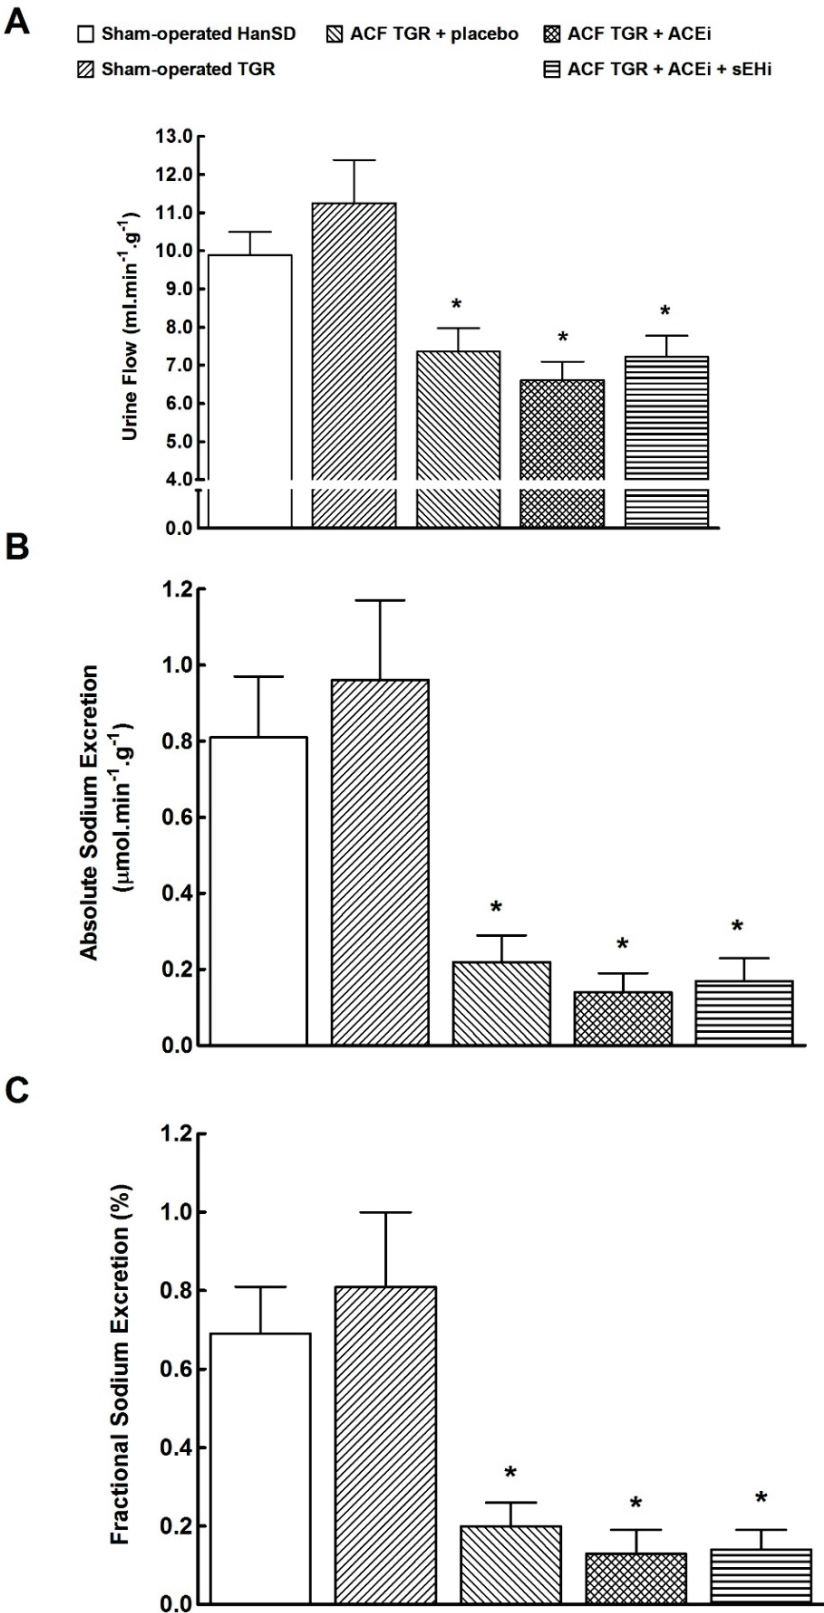 A
Sham-operated HanSD
ACF TGR + placebo
ACF TGR + ACEi
Sham-operated TGR
ACF TGR + ACEi + sEHi
Urine Flow (ml.min⁻¹.g⁻¹)
13.0
12.0
11.0
10.0
9.0
8.0
7.0
6.0
5.0
4.0
0.0
*
*
*
B
Absolute Sodium Excretion
(μmol.min⁻¹.g⁻¹)
1.2
1.0
0.8
0.6
0.4
0.2
0.0
*
*
*
C
Fractional Sodium Excretion (%)
1.2
1.0
0.8
0.6
0.4
0.2
0.0
*
*
*